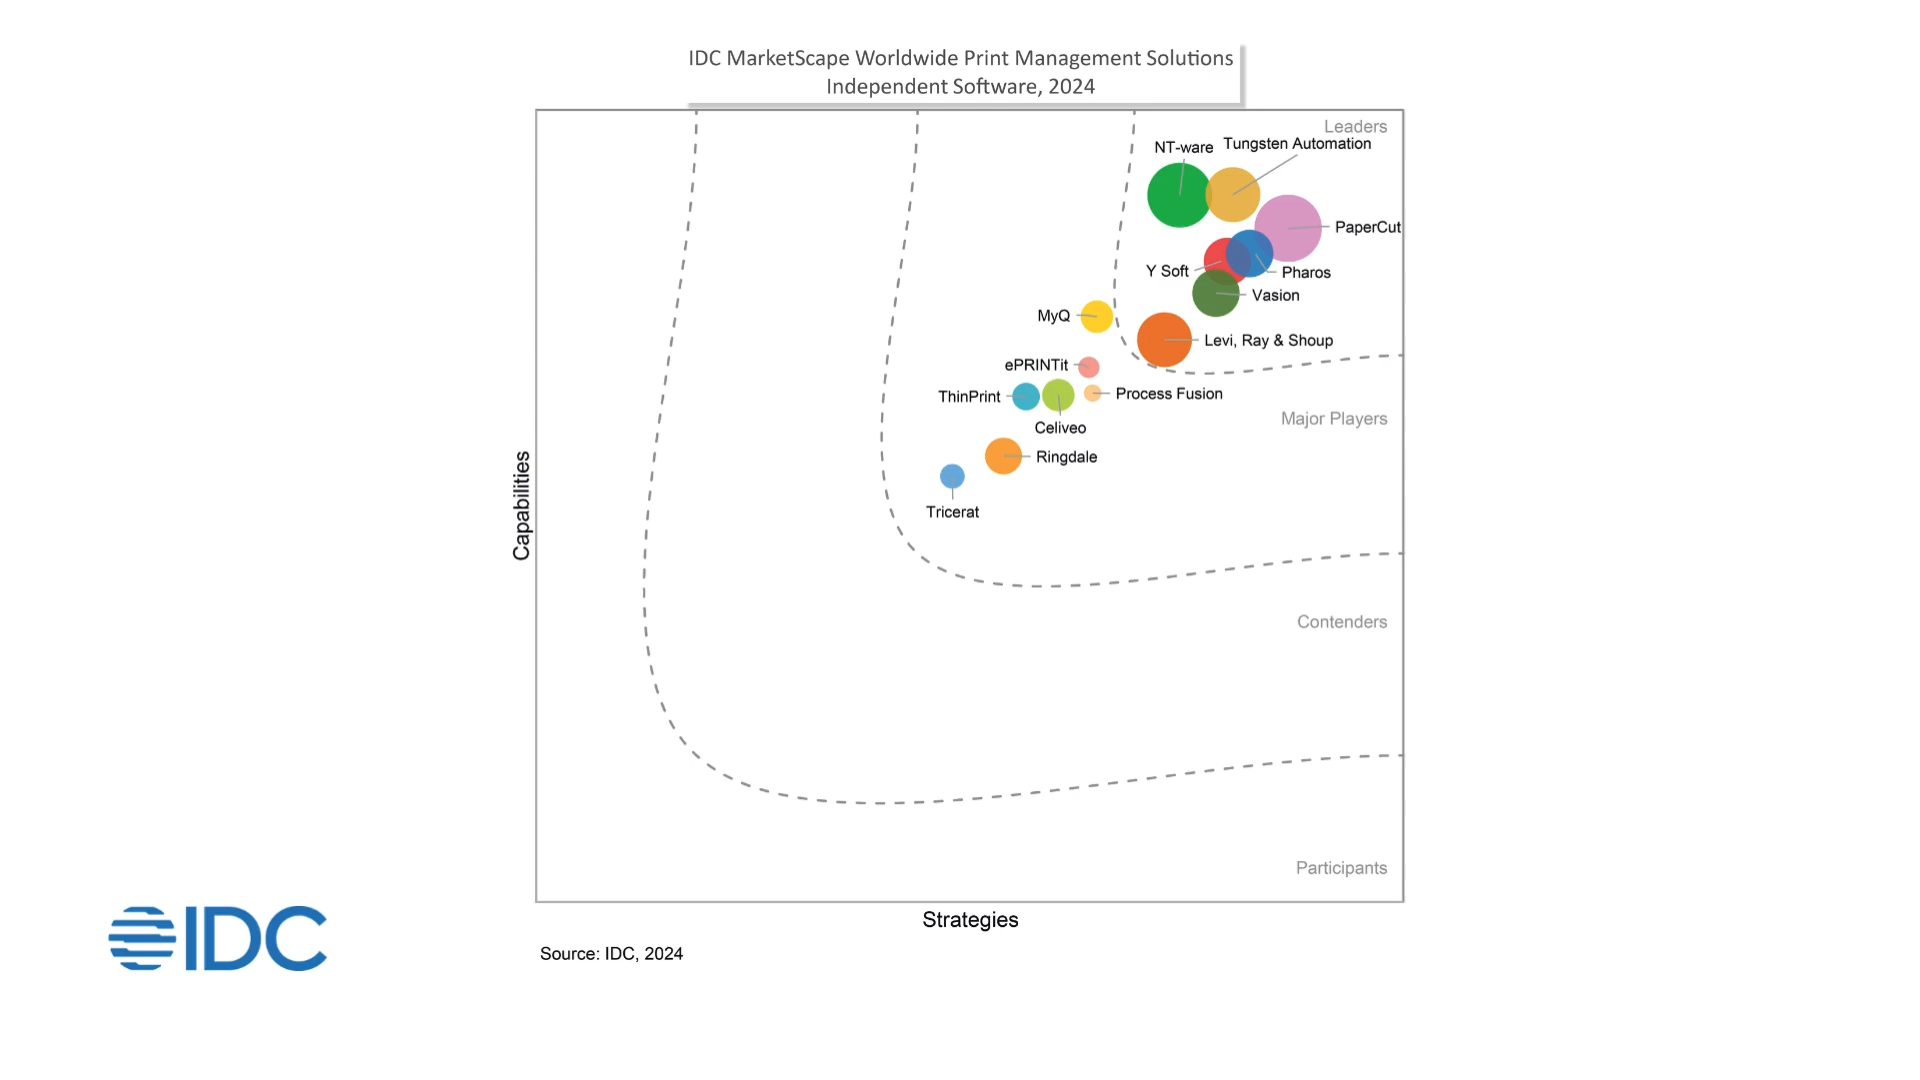 IDC MarketScape Worldwide Print Management Solutions
Independent Software, 2024
Leaders
NT-ware
Tungsten Automation
PaperCut
Y Soft
Pharos
Vasion
MyQ
Levi, Ray & Shoup
ePRINTit
Process Fusion
ThinPrint
Celiveo
Major Players
Ringdale
Tricerat
Capabilities
Contenders
Participants
Strategies
Source: IDC, 2024
IDC